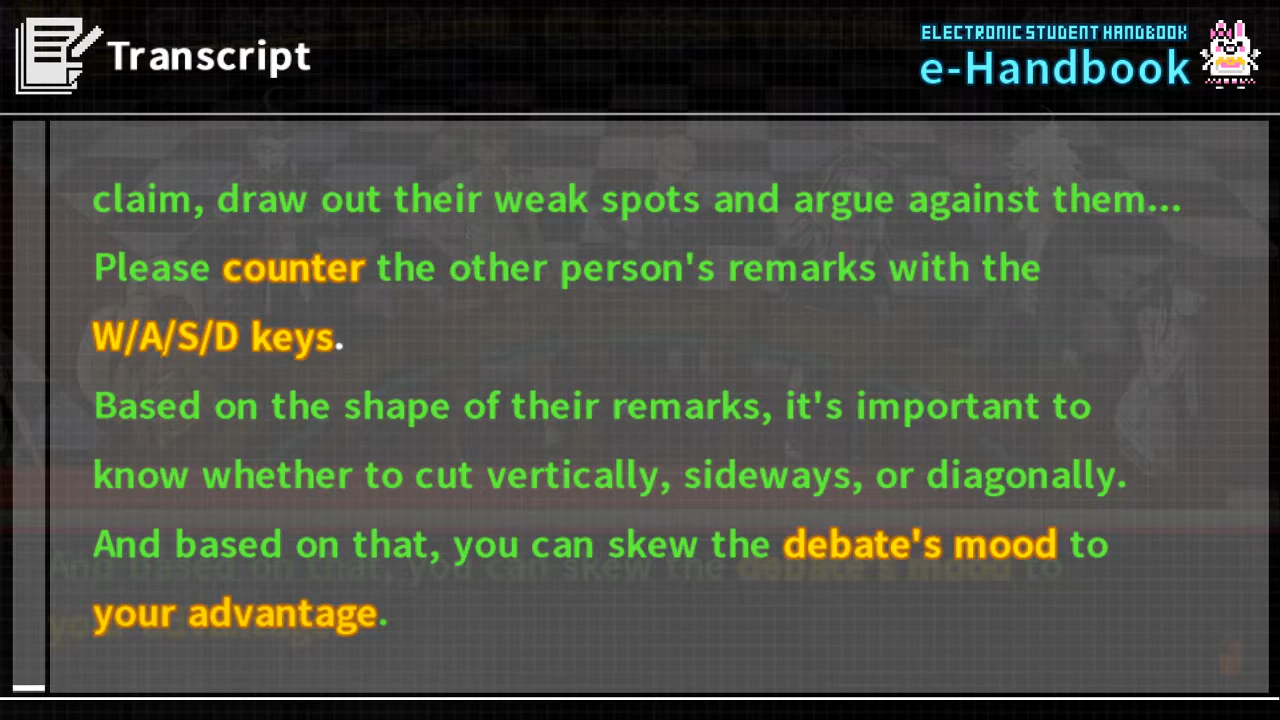 Transcript
ELECTRONIC STUDENT HANDBOOK
e-Handbook
claim, draw out their weak spots and argue against them...
Please counter the other person's remarks with the
W/A/S/D keys.
Based on the shape of their remarks, it's important to
know whether to cut vertically, sideways, or diagonally.
And based on that, you can skew the debate's mood to
your advantage.